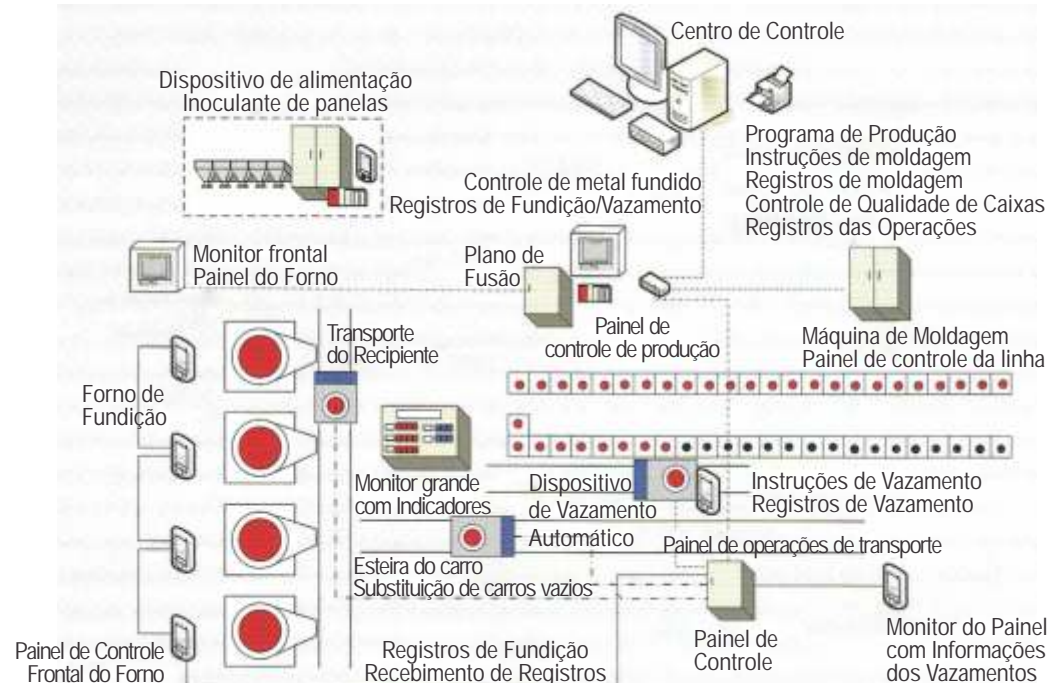 Centro de Controle
Dispositivo de alimentação
Inoculante de panelas
Programa de Produção
Instruções de moldagem
Registros de moldagem
Controle de Qualidade de Caixas
Registros das Operações
Controle de metal fundido
Registros de Fundição/Vazamento
Monitor frontal
Painel do Forno
Plano de
Fusão
Painel de
controle de produção
Máquina de Moldagem
Painel de controle da linha
Transporte
do Recipiente
Forno de
Fundição
Monitor grande
com Indicadores
Dispositivo
de Vazamento
Automático
Instruções de Vazamento
Registros de Vazamento
Painel de operações de transporte
Esteira do carro
Substituição de carros vazios
Painel de Controle
Frontal do Forno
Registros de Fundição
Recebimento de Registros
Painel de
Controle
Monitor do Painel
com Informações
dos Vazamentos